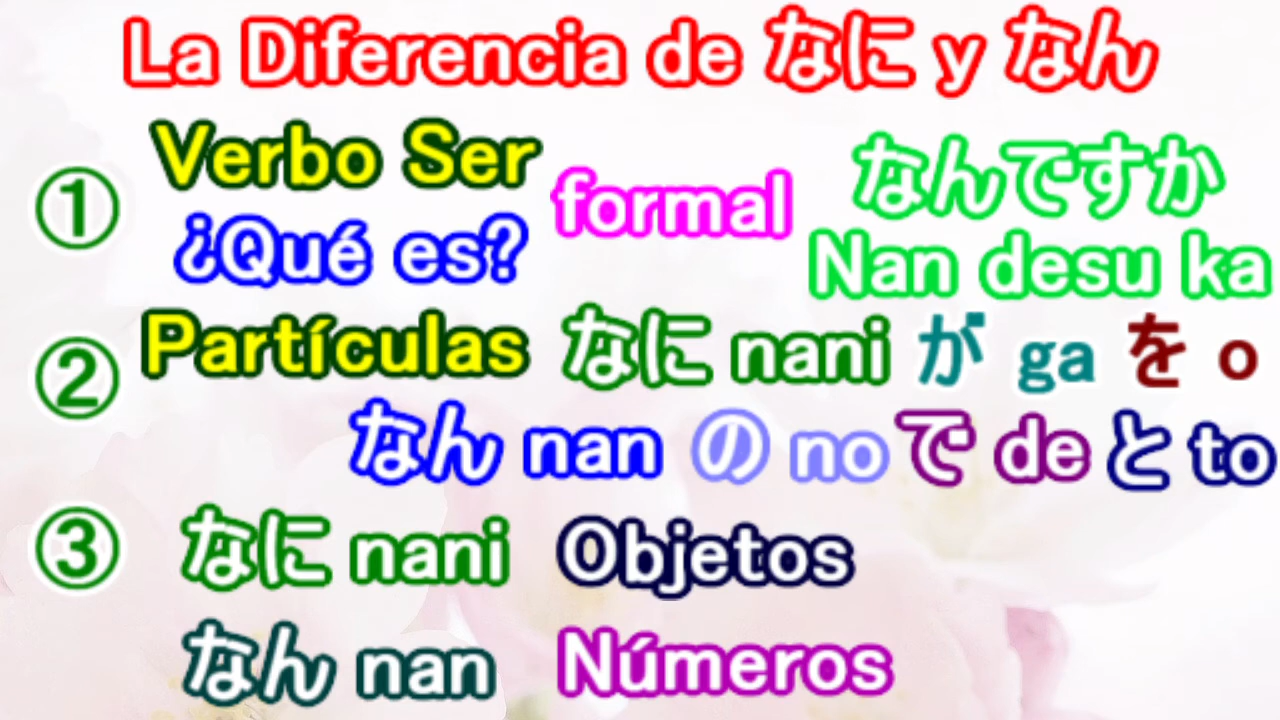 La Diferencia de なに y なん
① Verbo Ser formal なんですか
¿Qué es? Nan desu ka
② Partículas なに nani が ga を o
なん nan の no で de と to
③ なに nani Objetos
なん nan Números